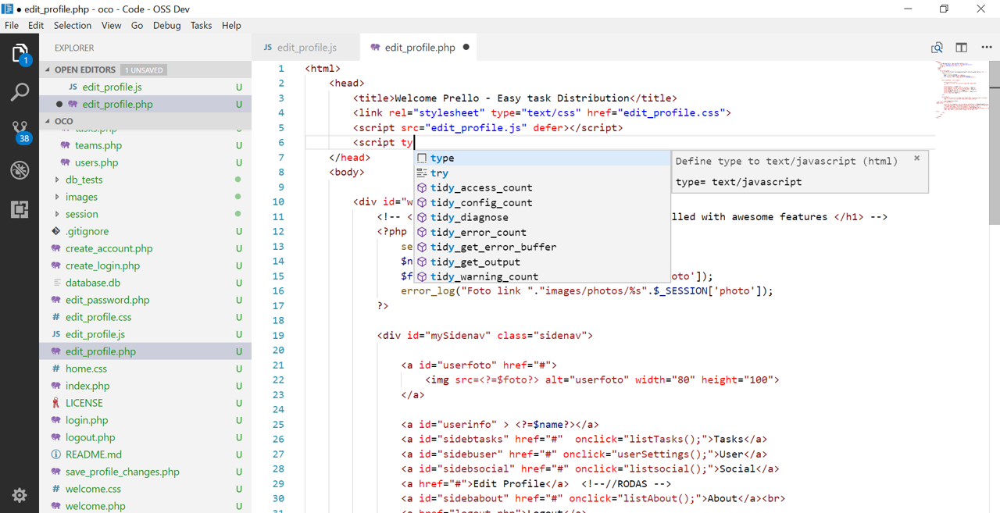 ● edit_profile.php - oco - Code - OSS Dev
File Edit Selection View Go Debug Tasks Help
EXPLORER
OPEN EDITORS 1 UNSAVED
JS edit_profile.js U
● edit_profile.php U
OCO
tasks.php
teams.php U
users.php U
db_tests
images
session
.gitignore U
create_account.php U
create_login.php U
database.db U
edit_password.php U
# edit_profile.css U
JS edit_profile.js U
edit_profile.php U
# home.css U
index.php U
LICENSE U
login.php U
logout.php U
README.md U
save_profile_changes.php U
# welcome.css U
welcome.php U
1
38
JS edit_profile.js edit_profile.php ●
1 <html>
2 <head>
3 <title>Welcome Prello - Easy task Distribution</title>
4 <link rel="stylesheet" type="text/css" href="edit_profile.css">
5 <script src="edit_profile.js" defer></script>
6 <script ty
7 </head>
8 <body>
9
10 <div id="w
11 <!-- < lled with awesome features </h1> -->
12 <?php
13 se
14 $n
15 $f oto']);
16 error_log("Foto link "."images/photos/%s".$_SESSION['photo']);
17 ?>
18
19 <div id="mySidenav" class="sidenav">
20
21 <a id="userfoto" href="#">
22 <img src=<?=$foto?> alt="userfoto" width="80" height="100">
23 </a>
24
25 <a id="userinfo" > <?=$name?></a>
26 <a id="sidebtasks" href="#"  onclick="listTasks();">Tasks</a>
27 <a id="sidebuser" href="#" onclick="userSettings();">User</a>
28 <a id="sidebsocial" href="#" onclick="listsocial();">Social</a>
29 <a href="#">Edit Profile</a>  <!--//RODAS -->
30 <a id="sidebabout" href="#" onclick="listAbout();">About</a><br>
31 <a href="logout.php">Logout</a>
type
try
tidy_access_count
tidy_config_count
tidy_diagnose
tidy_error_count
tidy_get_error_buffer
tidy_get_output
tidy_warning_count
Define type to text/javascript (html) ×
type= text/javascript